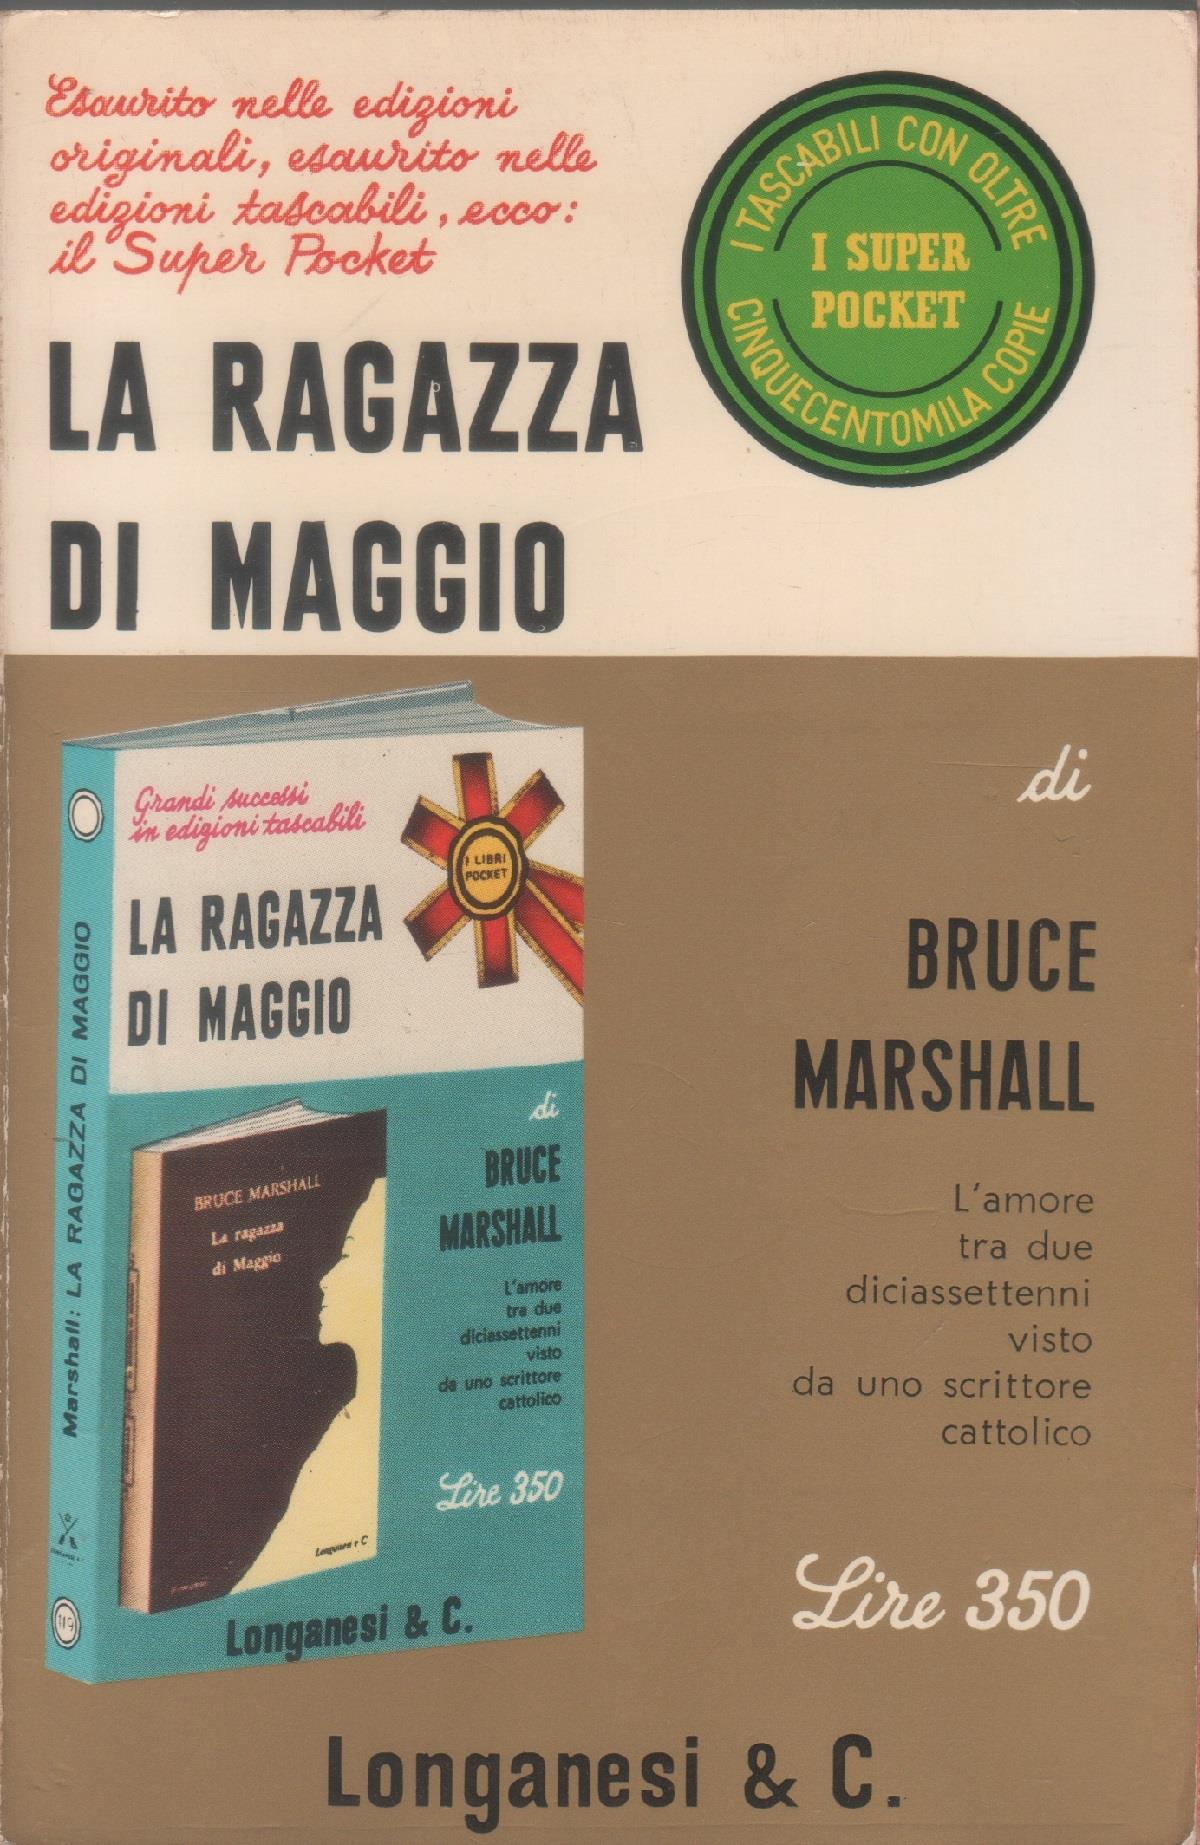 Esaurito nelle edizioni
originali, esaurito nelle
edizioni tascabili, ecco:
il Super Pocket
I TASCABILI CON OLTRE
I SUPER
POCKET
CINQUECENTOMILA COPIE
LA RAGAZZA
DI MAGGIO
di
BRUCE
MARSHALL
L'amore
tra due
diciassettenni
visto
da uno scrittore
cattolico
Lire 350
Marshall: LA RAGAZZA DI MAGGIO
119
Grandi successi
in edizioni tascabili
I LIBRI
POCKET
LA RAGAZZA
DI MAGGIO
di
BRUCE
MARSHALL
L'amore
tra due
diciassettenni
visto
da uno scrittore
cattolico
Lire 350
BRUCE MARSHALL
La ragazza
di Maggio
Longanesi e C
Longanesi & C.
Longanesi & C.